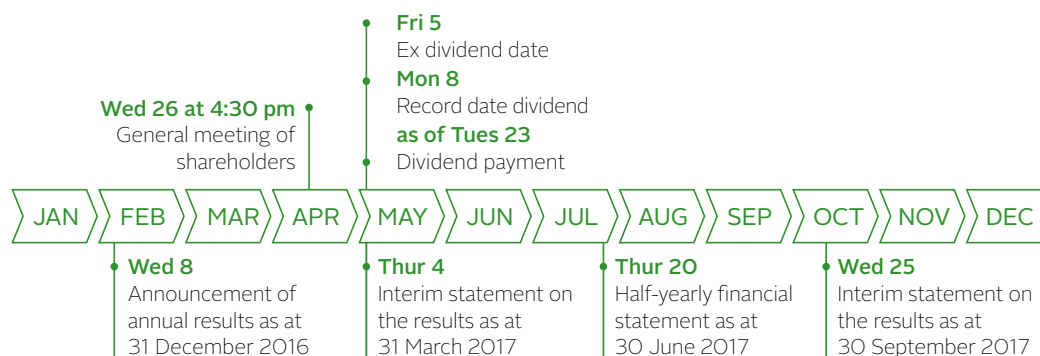 Fri 5
Ex dividend date
Mon 8
Record date dividend
as of Tues 23
Dividend payment
Wed 26 at 4:30 pm
General meeting of
shareholders
JAN FEB MAR APR MAY JUN JUL AUG SEP OCT NOV DEC
Wed 8
Announcement of
annual results as at
31 December 2016
Thur 4
Interim statement on
the results as at
31 March 2017
Thur 20
Half-yearly financial
statement as at
30 June 2017
Wed 25
Interim statement on
the results as at
30 September 2017